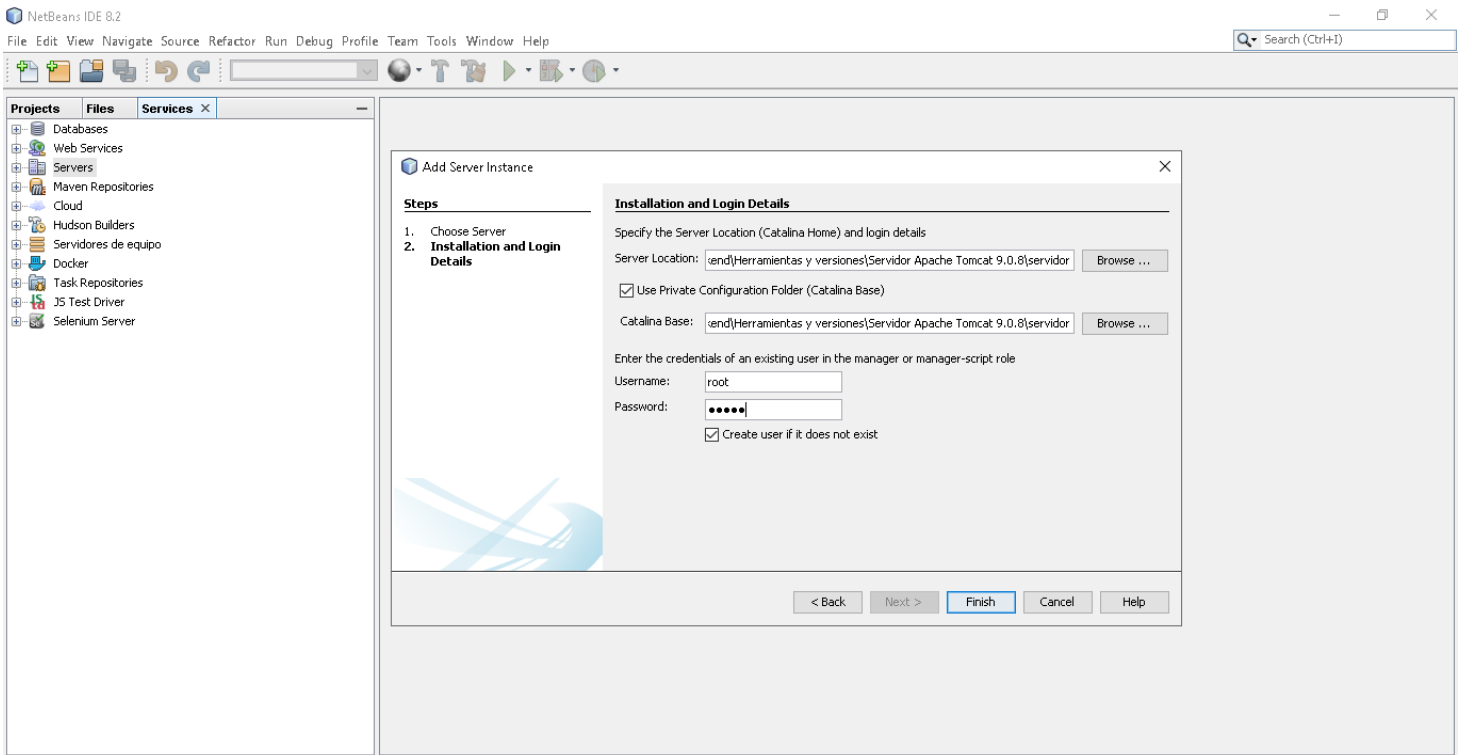 NetBeans IDE 8.2
File Edit View Navigate Source Refactor Run Debug Profile Team Tools Window Help
Search (Ctrl+I)
Projects Files Services
Databases
Web Services
Servers
Maven Repositories
Cloud
Hudson Builders
Servidores de equipo
Docker
Task Repositories
JS Test Driver
Selenium Server
Add Server Instance
Steps
1. Choose Server
2. Installation and Login
Details
Installation and Login Details
Specify the Server Location (Catalina Home) and login details
Server Location: end\Herramientas y versiones\Servidor Apache Tomcat 9.0.8\servidor Browse ...
Use Private Configuration Folder (Catalina Base)
Catalina Base: end\Herramientas y versiones\Servidor Apache Tomcat 9.0.8\servidor Browse ...
Enter the credentials of an existing user in the manager or manager-script role
Username: root
Password: •••••
Create user if it does not exist
< Back Next > Finish Cancel Help